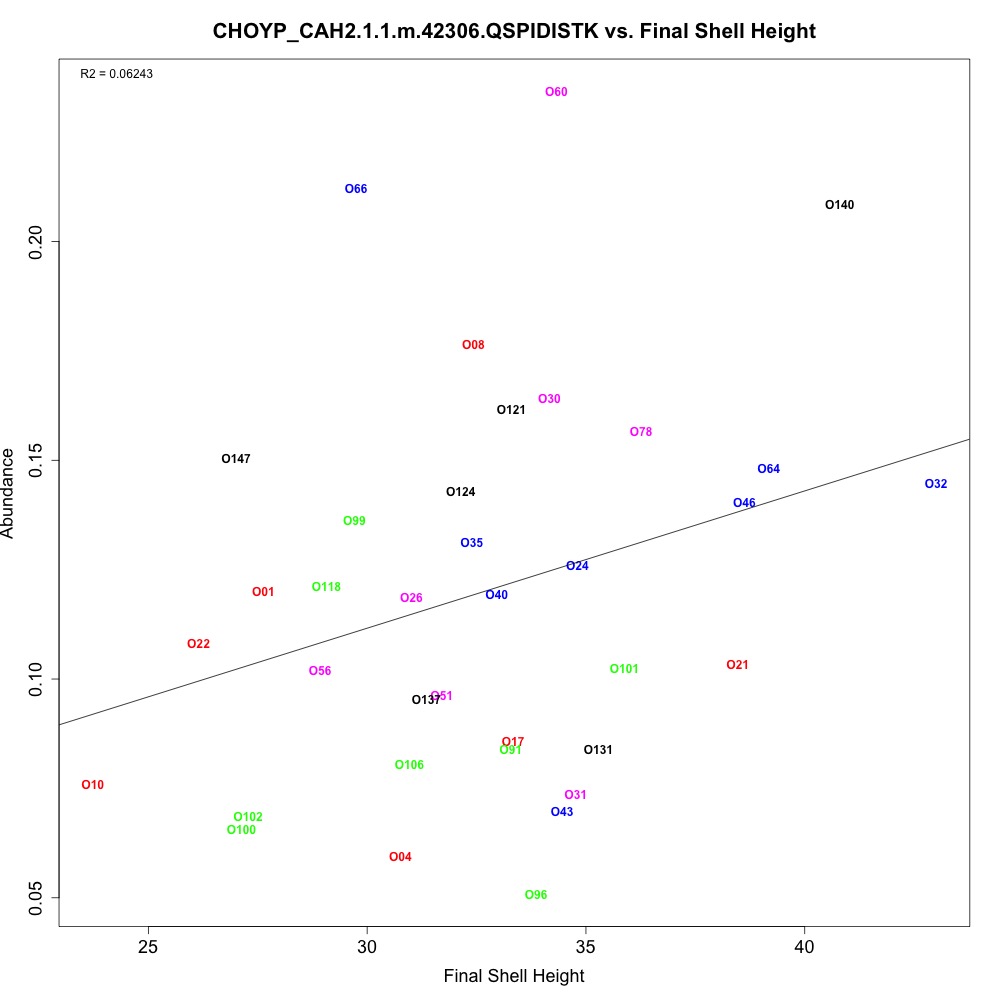 CHOYP_CAH2.1.1.m.42306.QSPIDISTK vs. Final Shell Height
R2 = 0.06243
O60
O66
O140
0.20
O08
O30
O121
O78
O147
0.15
O64
O32
O124
O46
O99
O35
O24
O118
O01
O40
O26
O22
O21
O101
O56
0.10
O51
O137
O17
O91
O131
O106
O10
O31
O43
O102
O100
O04
O96
0.05
Abundance
25 30 35 40
Final Shell Height